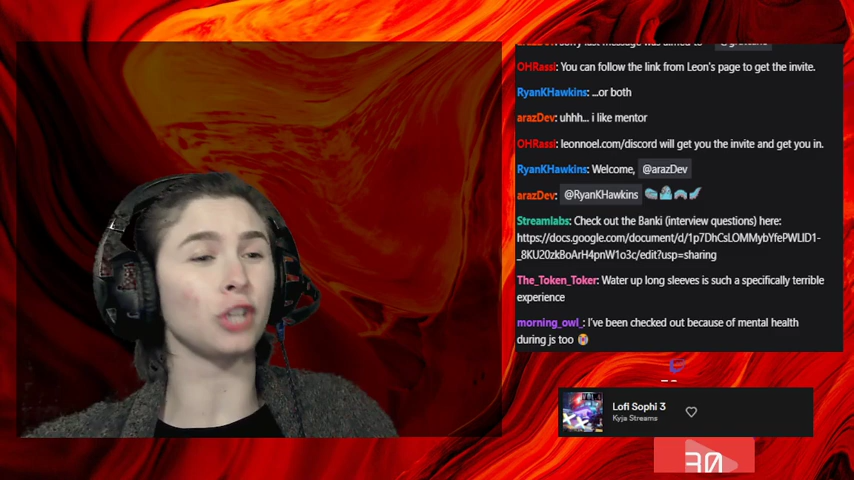 OHRassi: You can follow the link from Leon's page to get the invite.
RyanKHawkins: ...or both
arazDev: uhhh... i like mentor
OHRassi: leonnoel.com/discord will get you the invite and get you in.
RyanKHawkins: Welcome, @arazDev
arazDev: @RyanKHawkins
Streamlabs: Check out the Banki (interview questions) here:
https://docs.google.com/document/d/1p7DhCsLOMMybYfePWLlD1-
_8KU20zkBoArH4pnW1o3c/edit?usp=sharing
The_Token_Toker: Water up long sleeves is such a specifically terrible
experience
morning_owl_: I've been checked out because of mental health
during js too
Lofi Sophi 3
Kyja Streams
30